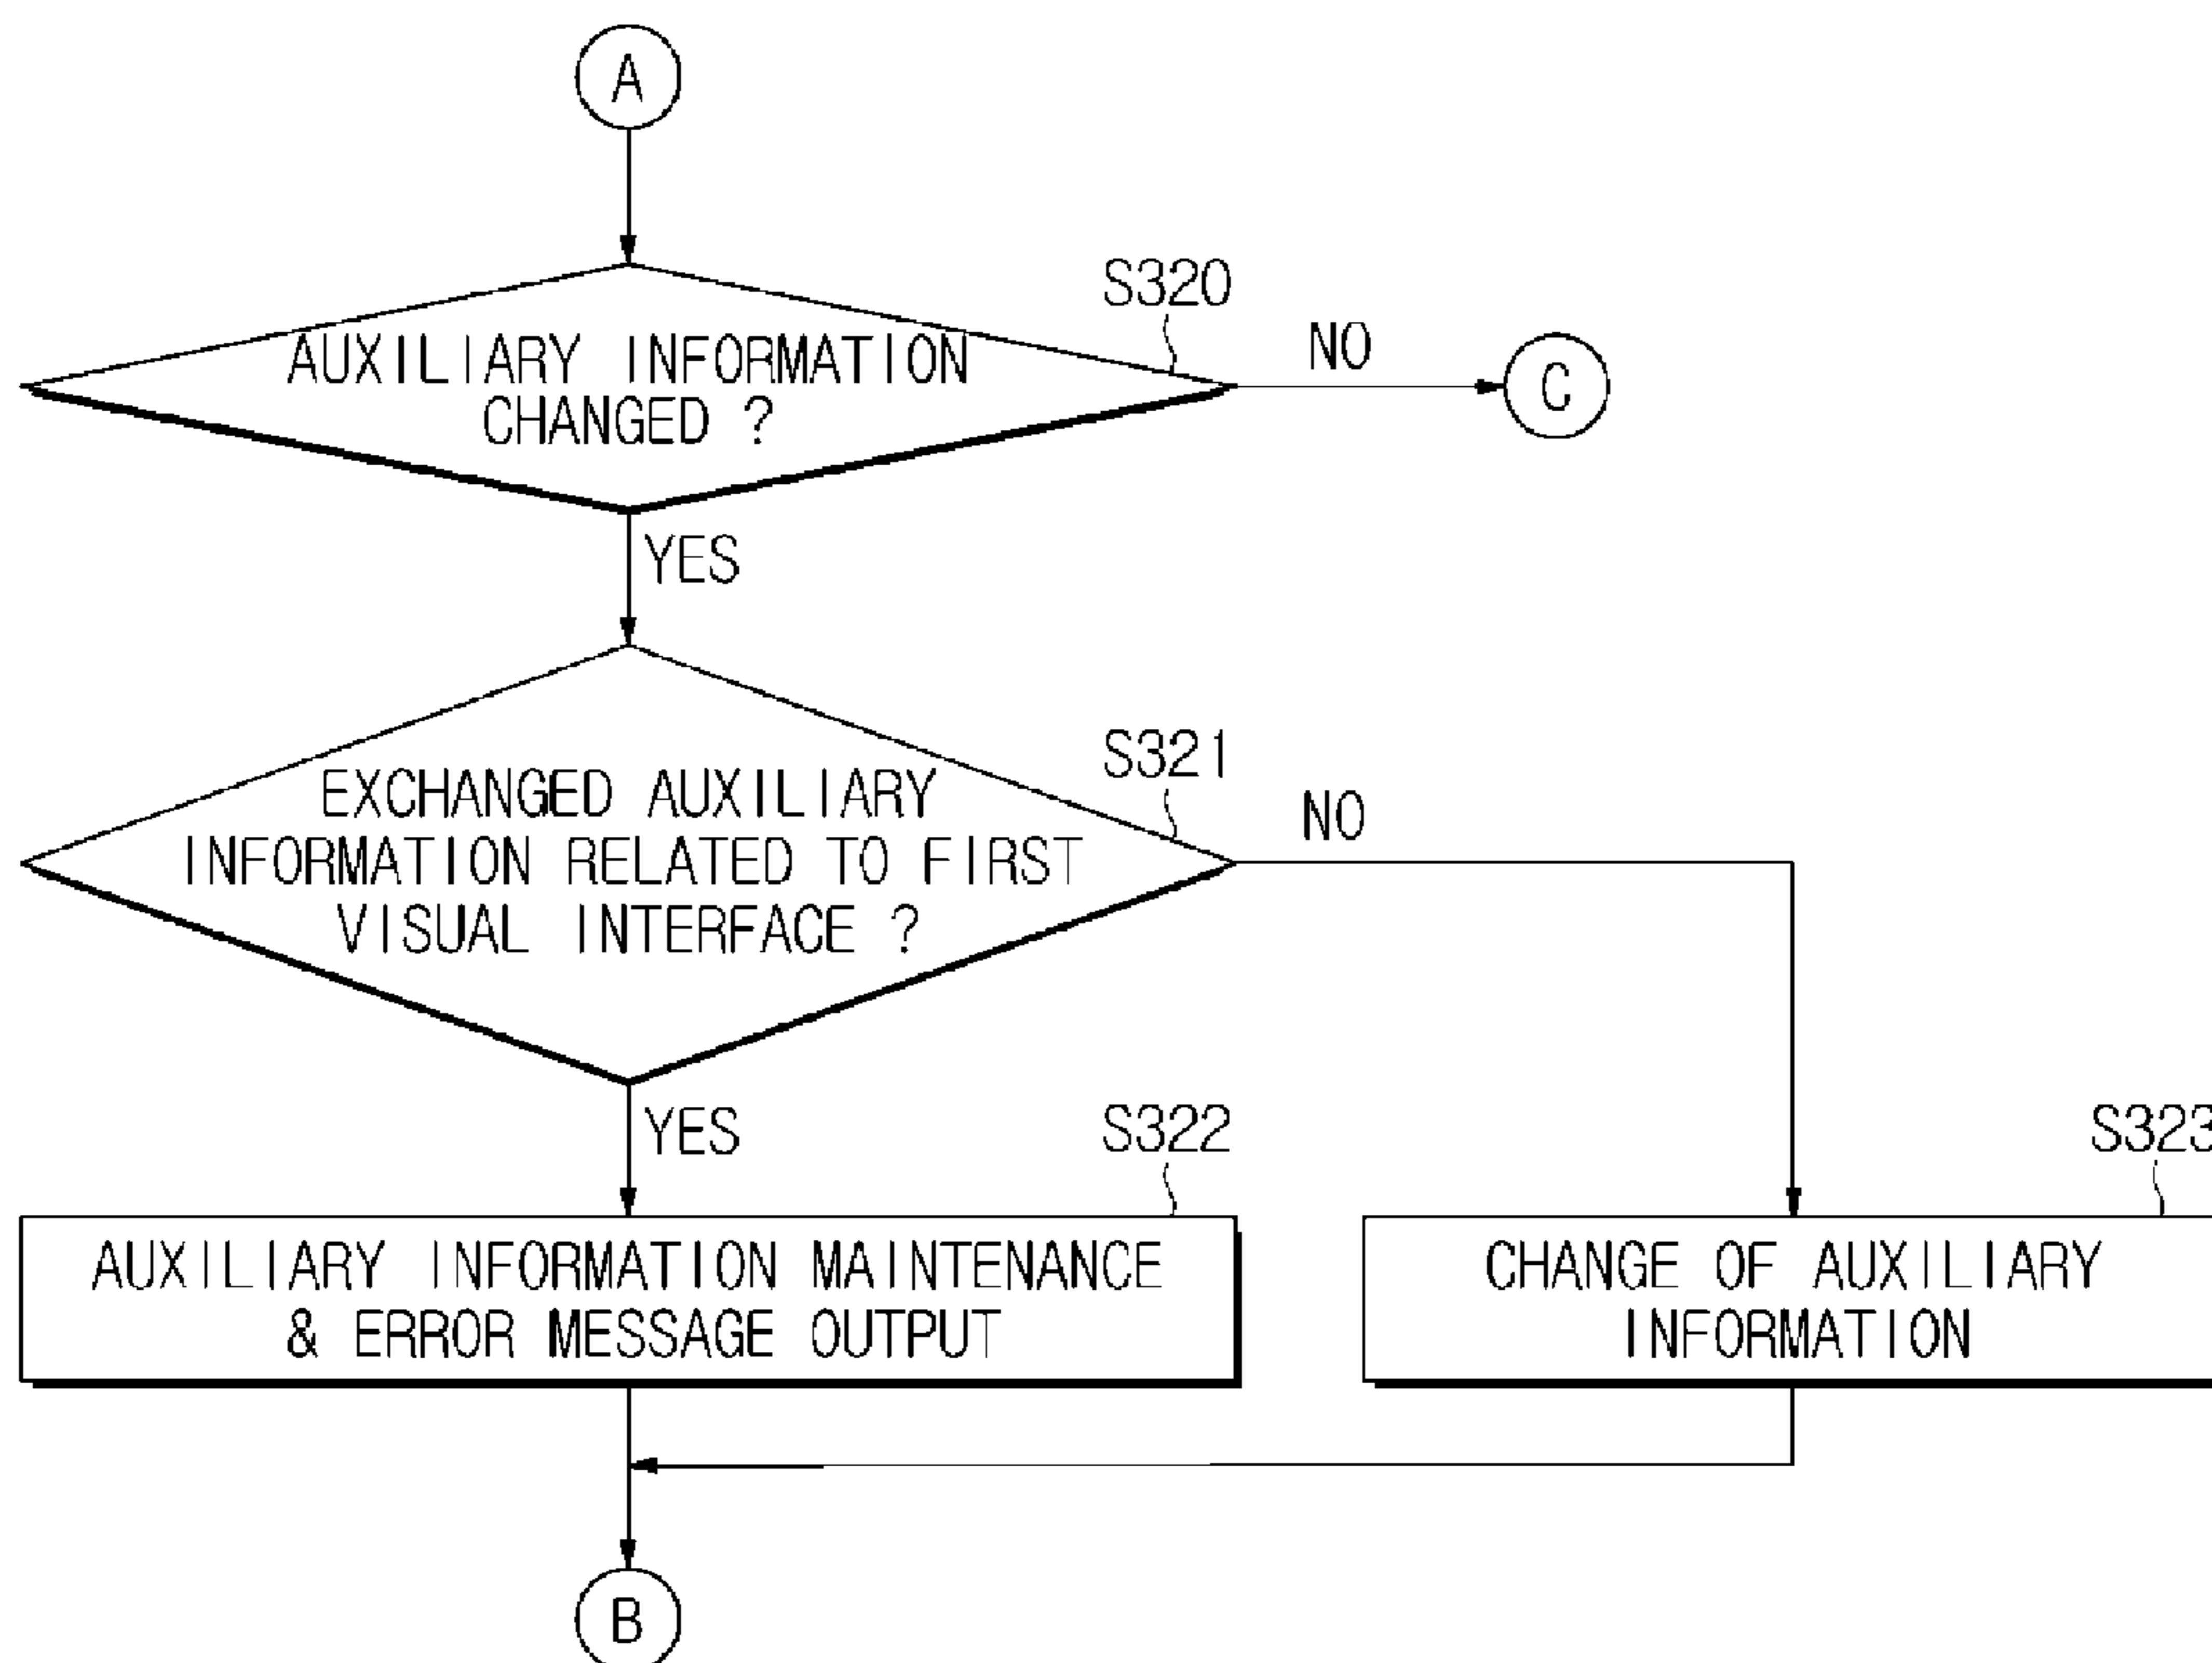 A
S320
AUXILIARY INFORMATION
CHANGED ?
NO
C
YES
S321
EXCHANGED AUXILIARY
INFORMATION RELATED TO FIRST
VISUAL INTERFACE ?
NO
YES
S322
AUXILIARY INFORMATION MAINTENANCE
& ERROR MESSAGE OUTPUT
S323
CHANGE OF AUXILIARY
INFORMATION
B